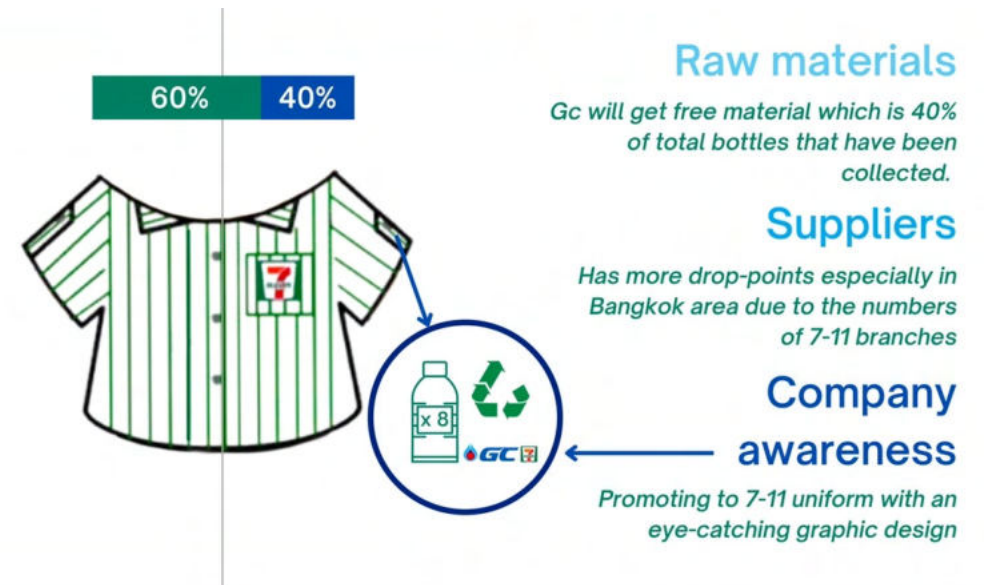 60% 40%
Raw materials
Gc will get free material which is 40%
of total bottles that have been
collected.
Suppliers
Has more drop-points especially in
Bangkok area due to the numbers
of 7-11 branches
Company
awareness
Promoting to 7-11 uniform with an
eye-catching graphic design
7
x 8
GC 7